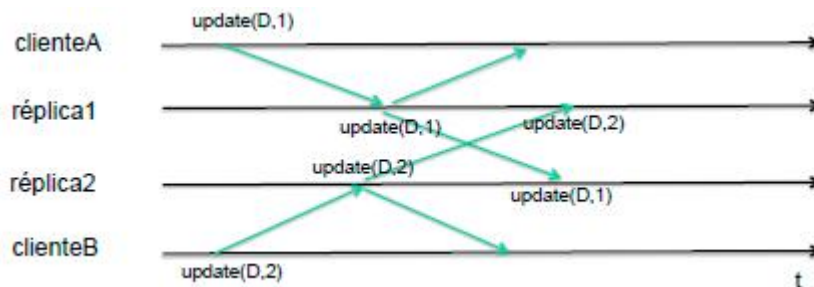 update(D,1)
clienteA
réplica1
update(D,1)
update(D,2)
update(D,2)
réplica2
update(D,1)
clienteB
update(D,2)
t